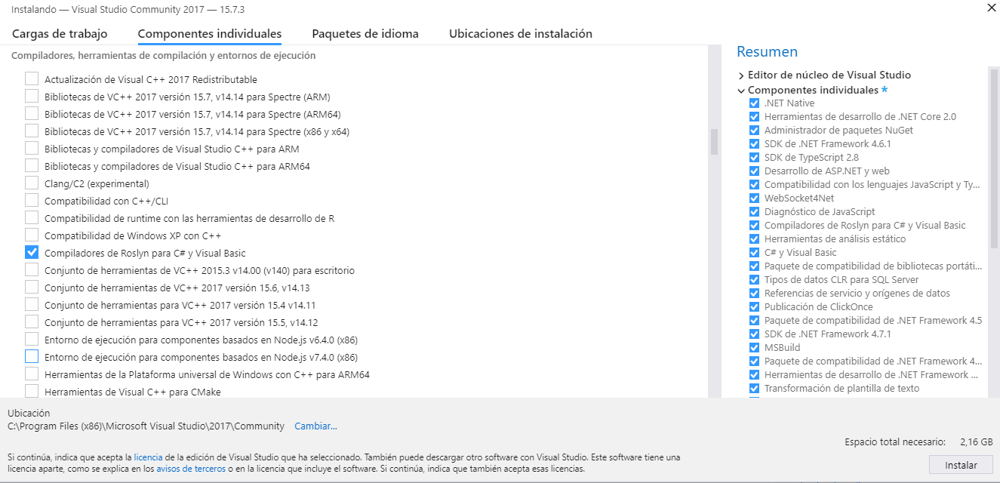 Instalando — Visual Studio Community 2017 — 15.7.3
Cargas de trabajo
Componentes individuales
Paquetes de idioma
Ubicaciones de instalación
Compiladores, herramientas de compilación y entornos de ejecución
Actualización de Visual C++ 2017 Redistributable
Bibliotecas de VC++ 2017 versión 15.7, v14.14 para Spectre (ARM)
Bibliotecas de VC++ 2017 versión 15.7, v14.14 para Spectre (ARM64)
Bibliotecas de VC++ 2017 versión 15.7, v14.14 para Spectre (x86 y x64)
Bibliotecas y compiladores de Visual Studio C++ para ARM
Bibliotecas y compiladores de Visual Studio C++ para ARM64
Clang/C2 (experimental)
Compatibilidad con C++/CLI
Compatibilidad de runtime con las herramientas de desarrollo de R
Compatibilidad de Windows XP con C++
Compiladores de Roslyn para C# y Visual Basic
Conjunto de herramientas de VC++ 2015.3 v14.00 (v140) para escritorio
Conjunto de herramientas de VC++ 2017 versión 15.6, v14.13
Conjunto de herramientas para VC++ 2017 versión 15.4 v14.11
Conjunto de herramientas para VC++ 2017 versión 15.5, v14.12
Entorno de ejecución para componentes basados en Node.js v6.4.0 (x86)
Entorno de ejecución para componentes basados en Node.js v7.4.0 (x86)
Herramientas de la Plataforma universal de Windows con C++ para ARM64
Herramientas de Visual C++ para CMake
Resumen
Editor de núcleo de Visual Studio
Componentes individuales *
.NET Native
Herramientas de desarrollo de .NET Core 2.0
Administrador de paquetes NuGet
SDK de .NET Framework 4.6.1
SDK de TypeScript 2.8
Desarrollo de ASP.NET y web
Compatibilidad con los lenguajes JavaScript y Ty...
WebSocket4Net
Diagnóstico de JavaScript
Compiladores de Roslyn para C# y Visual Basic
Herramientas de análisis estático
C# y Visual Basic
Paquete de compatibilidad de bibliotecas portáti...
Tipos de datos CLR para SQL Server
Referencias de servicio y orígenes de datos
Publicación de ClickOnce
Paquete de compatibilidad de .NET Framework 4.5
SDK de .NET Framework 4.7.1
MSBuild
Paquete de compatibilidad de .NET Framework 4...
Herramientas de desarrollo de .NET Framework ...
Transformación de plantilla de texto
Ubicación
C:\Program Files (x86)\Microsoft Visual Studio\2017\Community Cambiar...
Espacio total necesario: 2,16 GB
Si continúa, indica que acepta la licencia de la edición de Visual Studio que ha seleccionado. También puede descargar otro software con Visual Studio. Este software tiene una
licencia aparte, como se explica en los avisos de terceros o en la licencia que incluye el software. Si continúa, indica que también acepta esas licencias.
Instalar